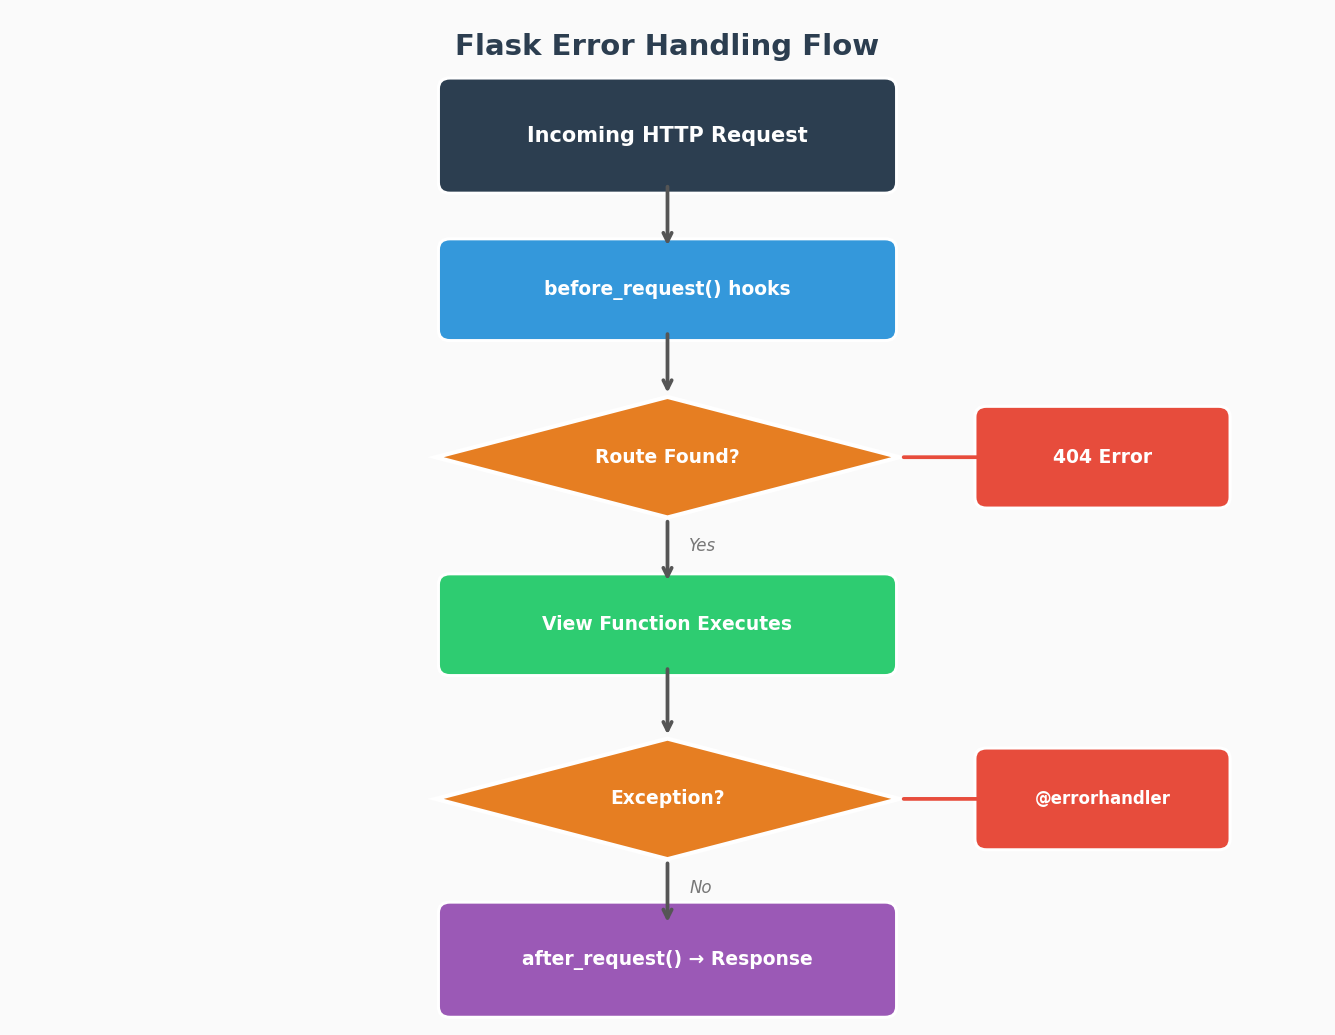 Flask Error Handling Flow
Incoming HTTP Request
before_request() hooks
Route Found?
404 Error
Yes
View Function Executes
Exception?
@errorhandler
No
after_request() → Response